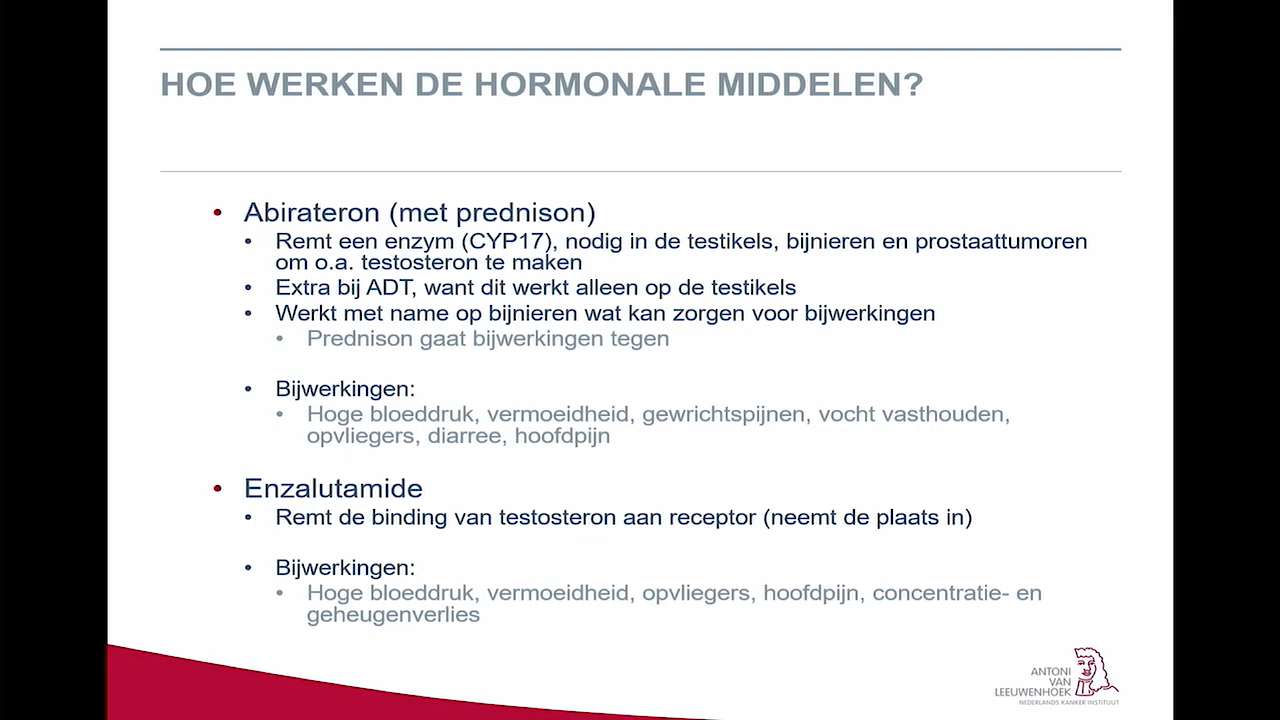 HOE WERKEN DE HORMONALE MIDDELEN?
• Abirateron (met prednison)
• Remt een enzym (CYP17), nodig in de testikels, bijnieren en prostaattumoren
om o.a. testosteron te maken
• Extra bij ADT, want dit werkt alleen op de testikels
• Werkt met name op bijnieren wat kan zorgen voor bijwerkingen
• Prednison gaat bijwerkingen tegen
• Bijwerkingen:
• Hoge bloeddruk, vermoeidheid, gewrichtspijnen, vocht vasthouden,
opvliegers, diarree, hoofdpijn
• Enzalutamide
• Remt de binding van testosteron aan receptor (neemt de plaats in)
• Bijwerkingen:
• Hoge bloeddruk, vermoeidheid, opvliegers, hoofdpijn, concentratie- en
geheugenverlies
ANTONI
VAN
LEEUWENHOEK
NEDERLANDS KANKER INSTITUUT